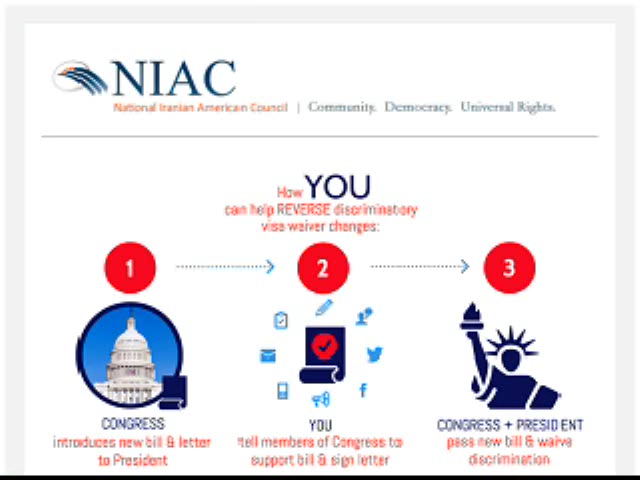 NIAC
National Iranian American Council | Community. Democracy. Universal Rights.
How YOU
can help REVERSE discriminatory
visa waiver changes:
1 2 3
CONGRESS
introduces new bill & letter
to President
YOU
tell members of Congress to
support bill & sign letter
CONGRESS + PRESIDENT
pass new bill & waive
discrimination